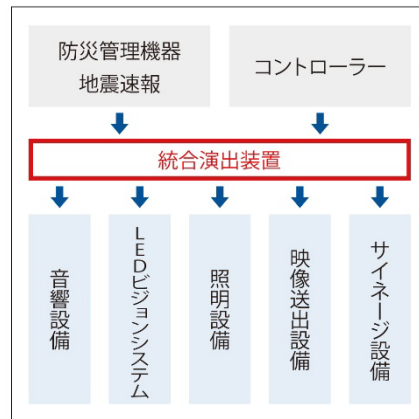 防災管理機器
地震速報
コントローラー
統合演出装置
音響設備
LEDビジョンシステム
照明設備
映像送出設備
サイネージ設備